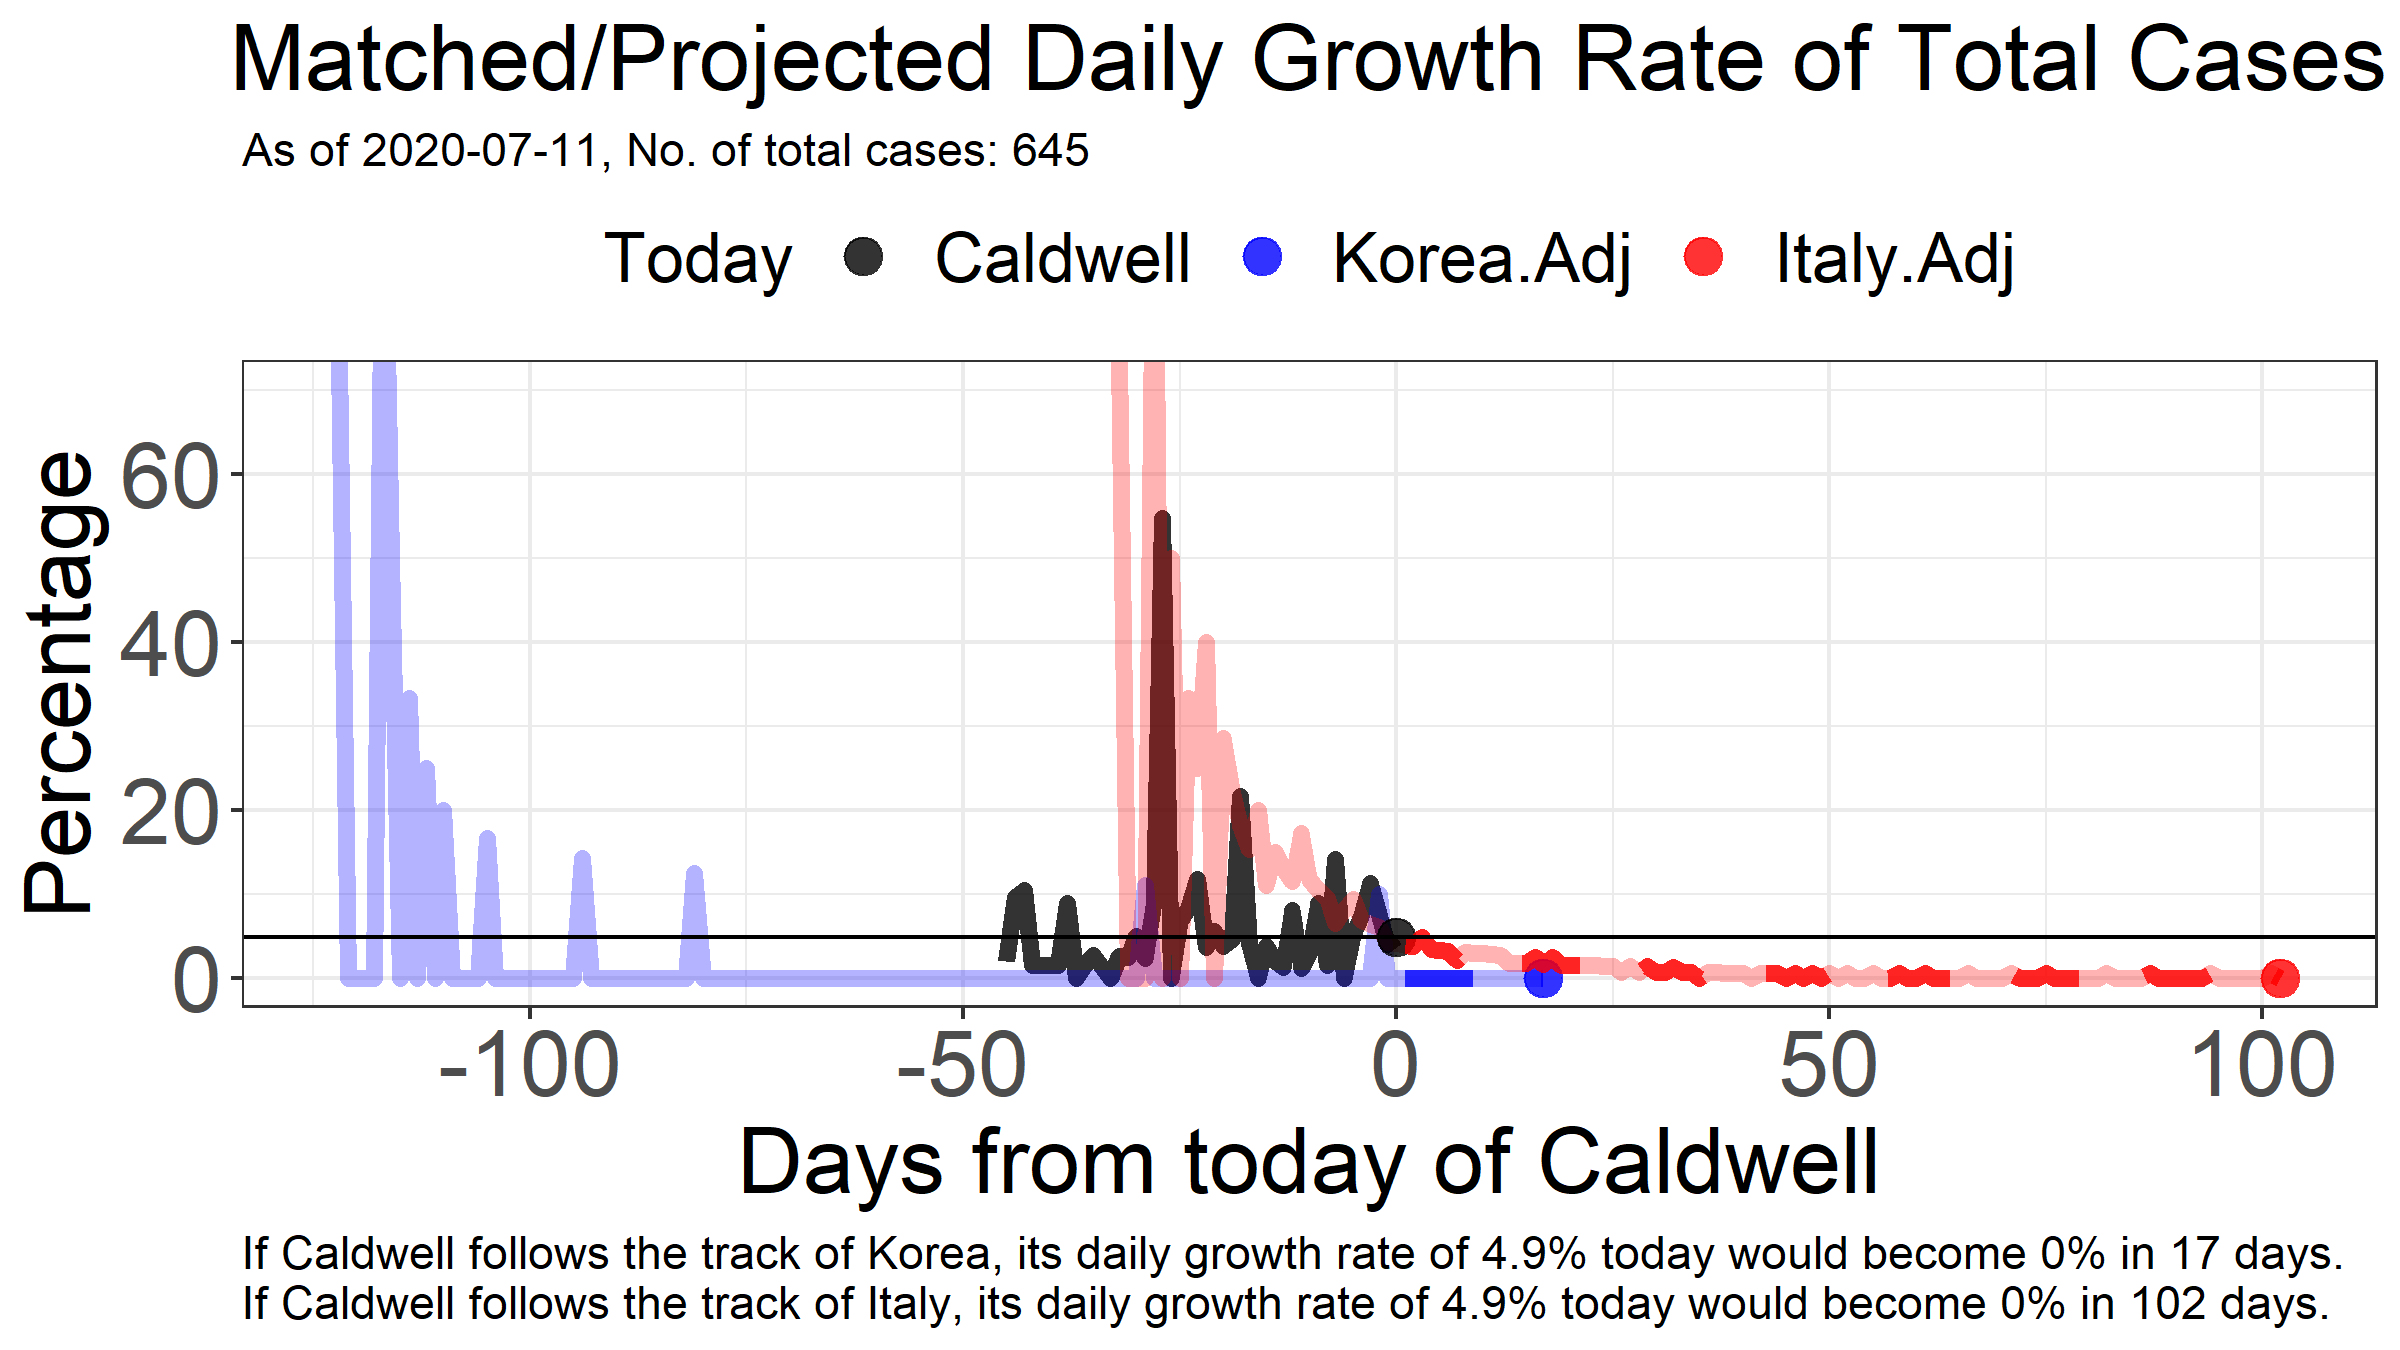 Matched/Projected Daily Growth Rate of Total Cases
As of 2020-07-11, No. of total cases: 645
Today Caldwell Korea.Adj Italy.Adj
Percentage
60
40
20
0
-100 -50 0 50 100
Days from today of Caldwell
If Caldwell follows the track of Korea, its daily growth rate of 4.9% today would become 0% in 17 days.
If Caldwell follows the track of Italy, its daily growth rate of 4.9% today would become 0% in 102 days.